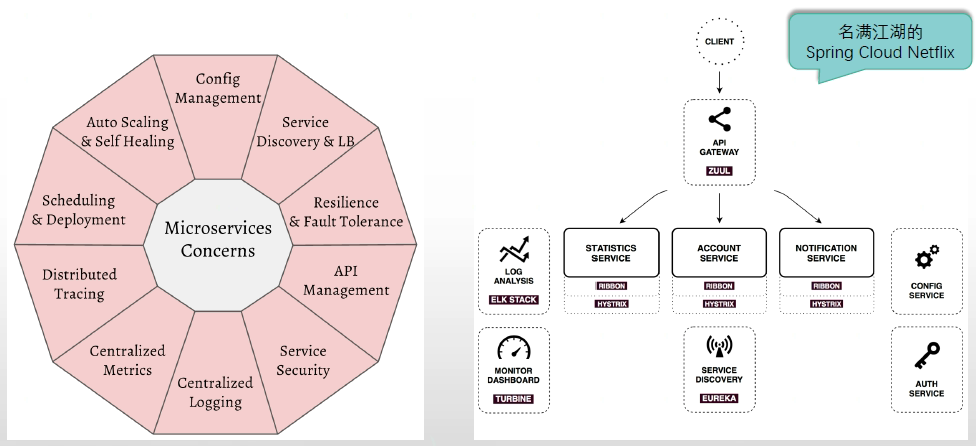 Config
Management
Service
Discovery & LB
Resilience
& Fault Tolerance
API
Management
Service
Security
Centralized
Logging
Centralized
Metrics
Distributed
Tracing
Scheduling
& Deployment
Auto Scaling
& Self Healing
Microservices
Concerns
名满江湖的
Spring Cloud Netflix
CLIENT
API
GATEWAY
ZUUL
LOG
ANALYSIS
ELK STACK
STATISTICS
SERVICE
RIBBON
HYSTRIX
ACCOUNT
SERVICE
RIBBON
HYSTRIX
NOTIFICATION
SERVICE
RIBBON
HYSTRIX
CONFIG
SERVICE
MONITOR
DASHBOARD
TURBINE
SERVICE
DISCOVERY
EUREKA
AUTH
SERVICE